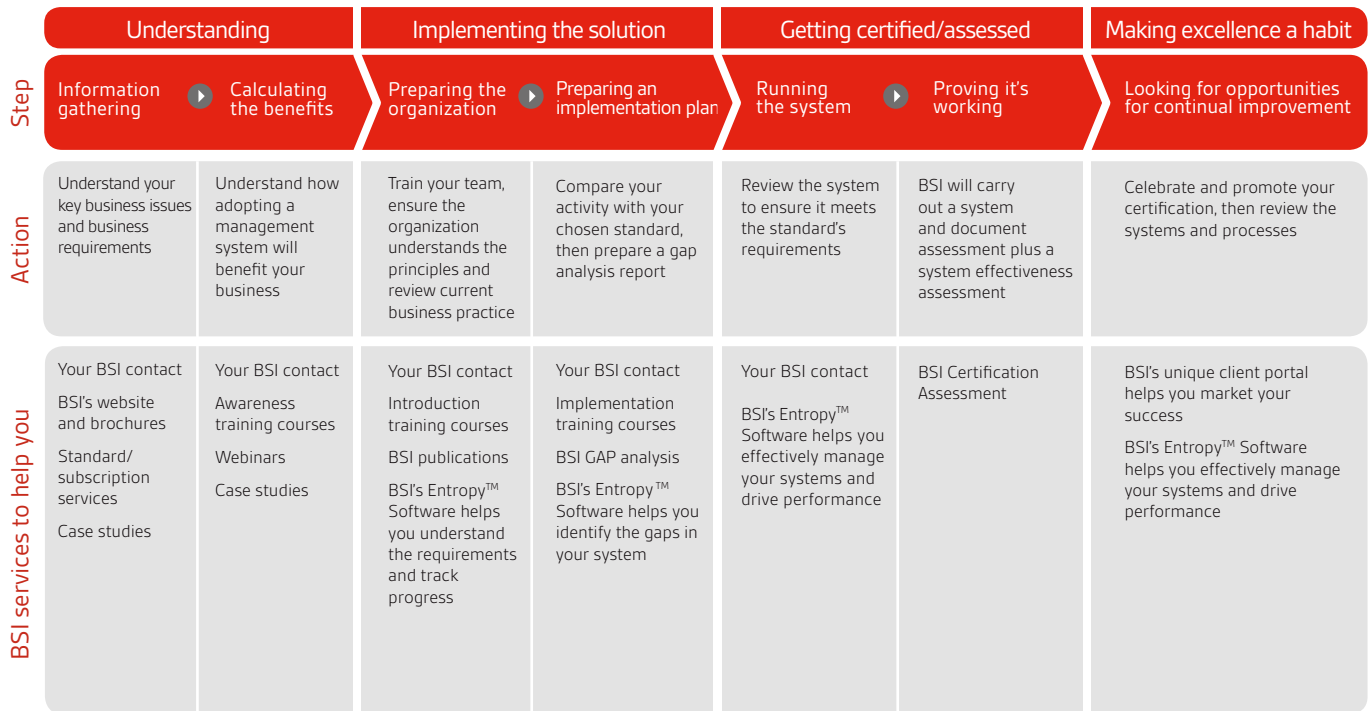 Understanding
Implementing the solution
Getting certified/assessed
Making excellence a habit
Step
Information
gathering
Calculating
the benefits
Preparing the
organization
Preparing an
implementation plan
Running
the system
Proving it's
working
Looking for opportunities
for continual improvement
Action
Understand your
key business issues
and business
requirements
Understand how
adopting a
management
system will
benefit your
business
Train your team,
ensure the
organization
understands the
principles and
review current
business practice
Compare your
activity with your
chosen standard,
then prepare a gap
analysis report
Review the system
to ensure it meets
the standard's
requirements
BSI will carry
out a system
and document
assessment plus a
system effectiveness
assessment
Celebrate and promote your
certification, then review the
systems and processes
BSI services to help you
Your BSI contact
BSI's website
and brochures
Standard/
subscription
services
Case studies
Your BSI contact
Awareness
training courses
Webinars
Case studies
Your BSI contact
Introduction
training courses
BSI publications
BSI's Entropy™
Software helps
you understand
the requirements
and track
progress
Your BSI contact
Implementation
training courses
BSI GAP analysis
BSI's Entropy™
Software helps you
identify the gaps in
your system
Your BSI contact
BSI's Entropy™
Software helps you
effectively manage
your systems and
drive performance
BSI Certification
Assessment
BSI's unique client portal
helps you market your
success
BSI's Entropy™ Software
helps you effectively manage
your systems and drive
performance